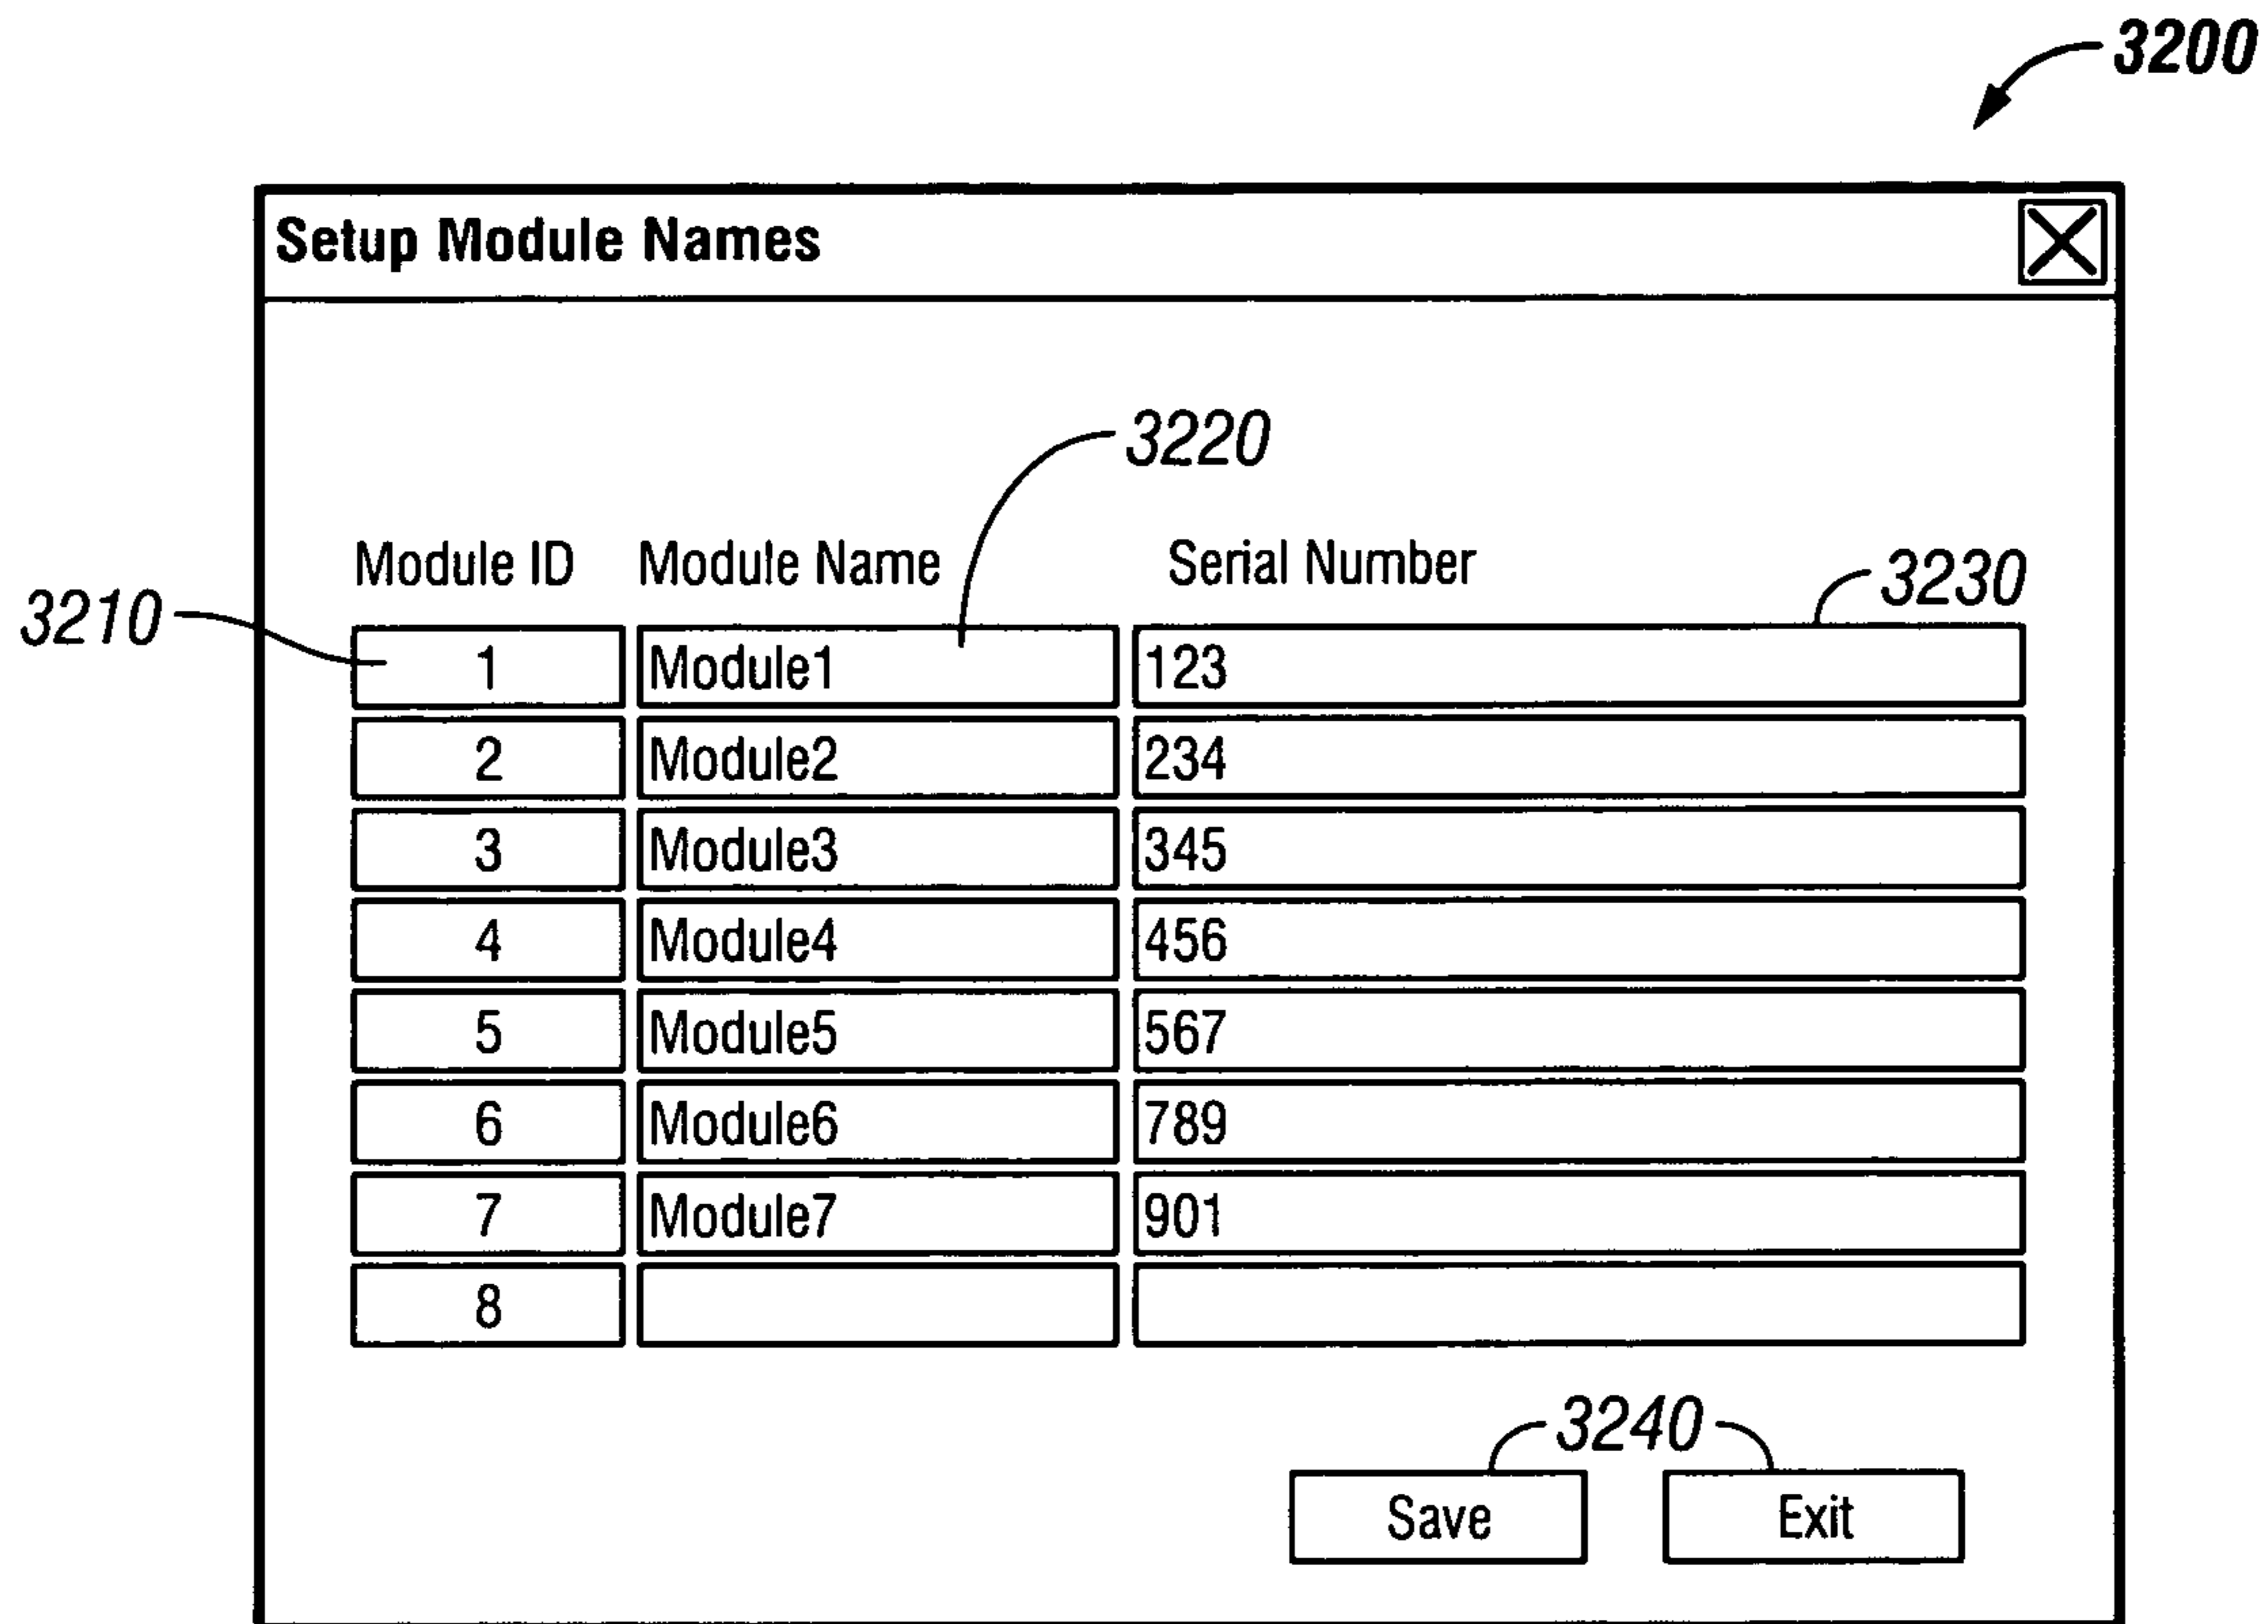 3200
Setup Module Names
3220
Module ID Module Name Serial Number
3230
3210
1 Module1 123
2 Module2 234
3 Module3 345
4 Module4 456
5 Module5 567
6 Module6 789
7 Module7 901
8
3240
Save Exit